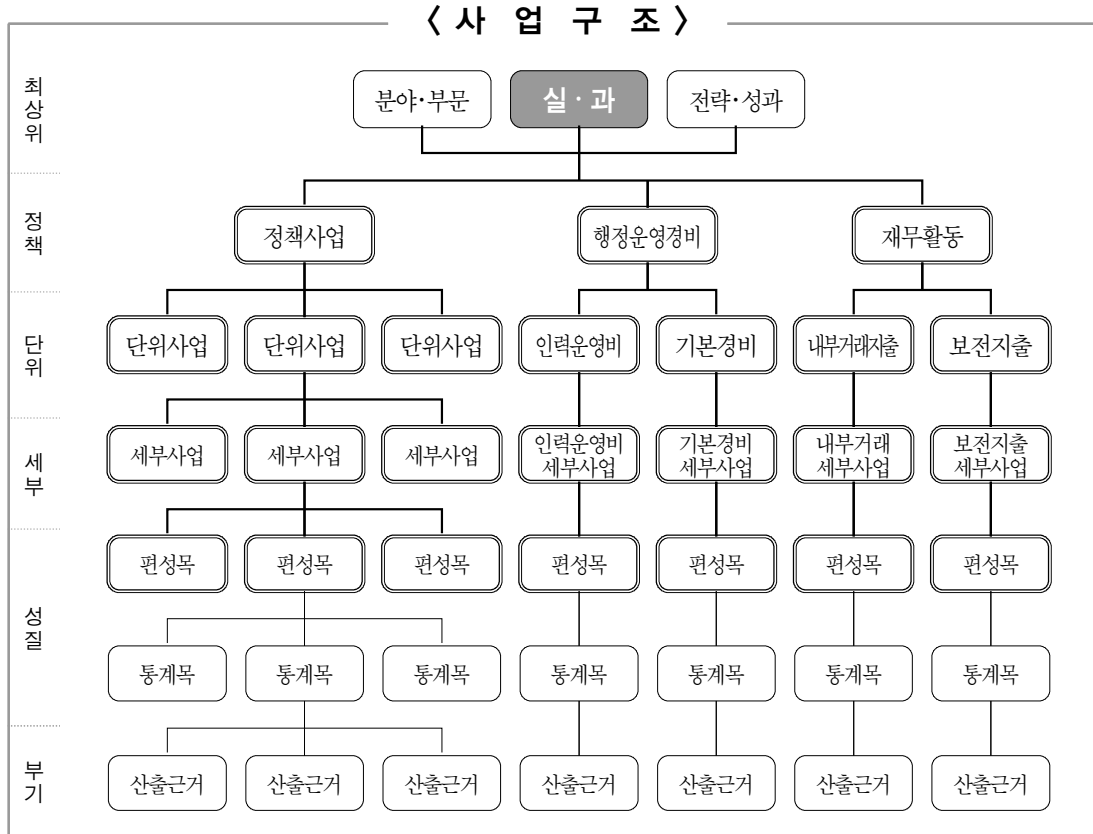 〈 사 업 구 조 〉
최상위
분야·부문 실·과 전략·성과
정책
정책사업 행정운영경비 재무활동
단위
단위사업 단위사업 단위사업 인력운영비 기본경비 내부거래지출 보전지출
세부
세부사업 세부사업 세부사업 인력운영비 기본경비 내부거래 보전지출
세부사업 세부사업 세부사업 세부사업
성질
편성목 편성목 편성목 편성목 편성목 편성목 편성목
통계목 통계목 통계목 통계목 통계목 통계목 통계목
부기
산출근거 산출근거 산출근거 산출근거 산출근거 산출근거 산출근거